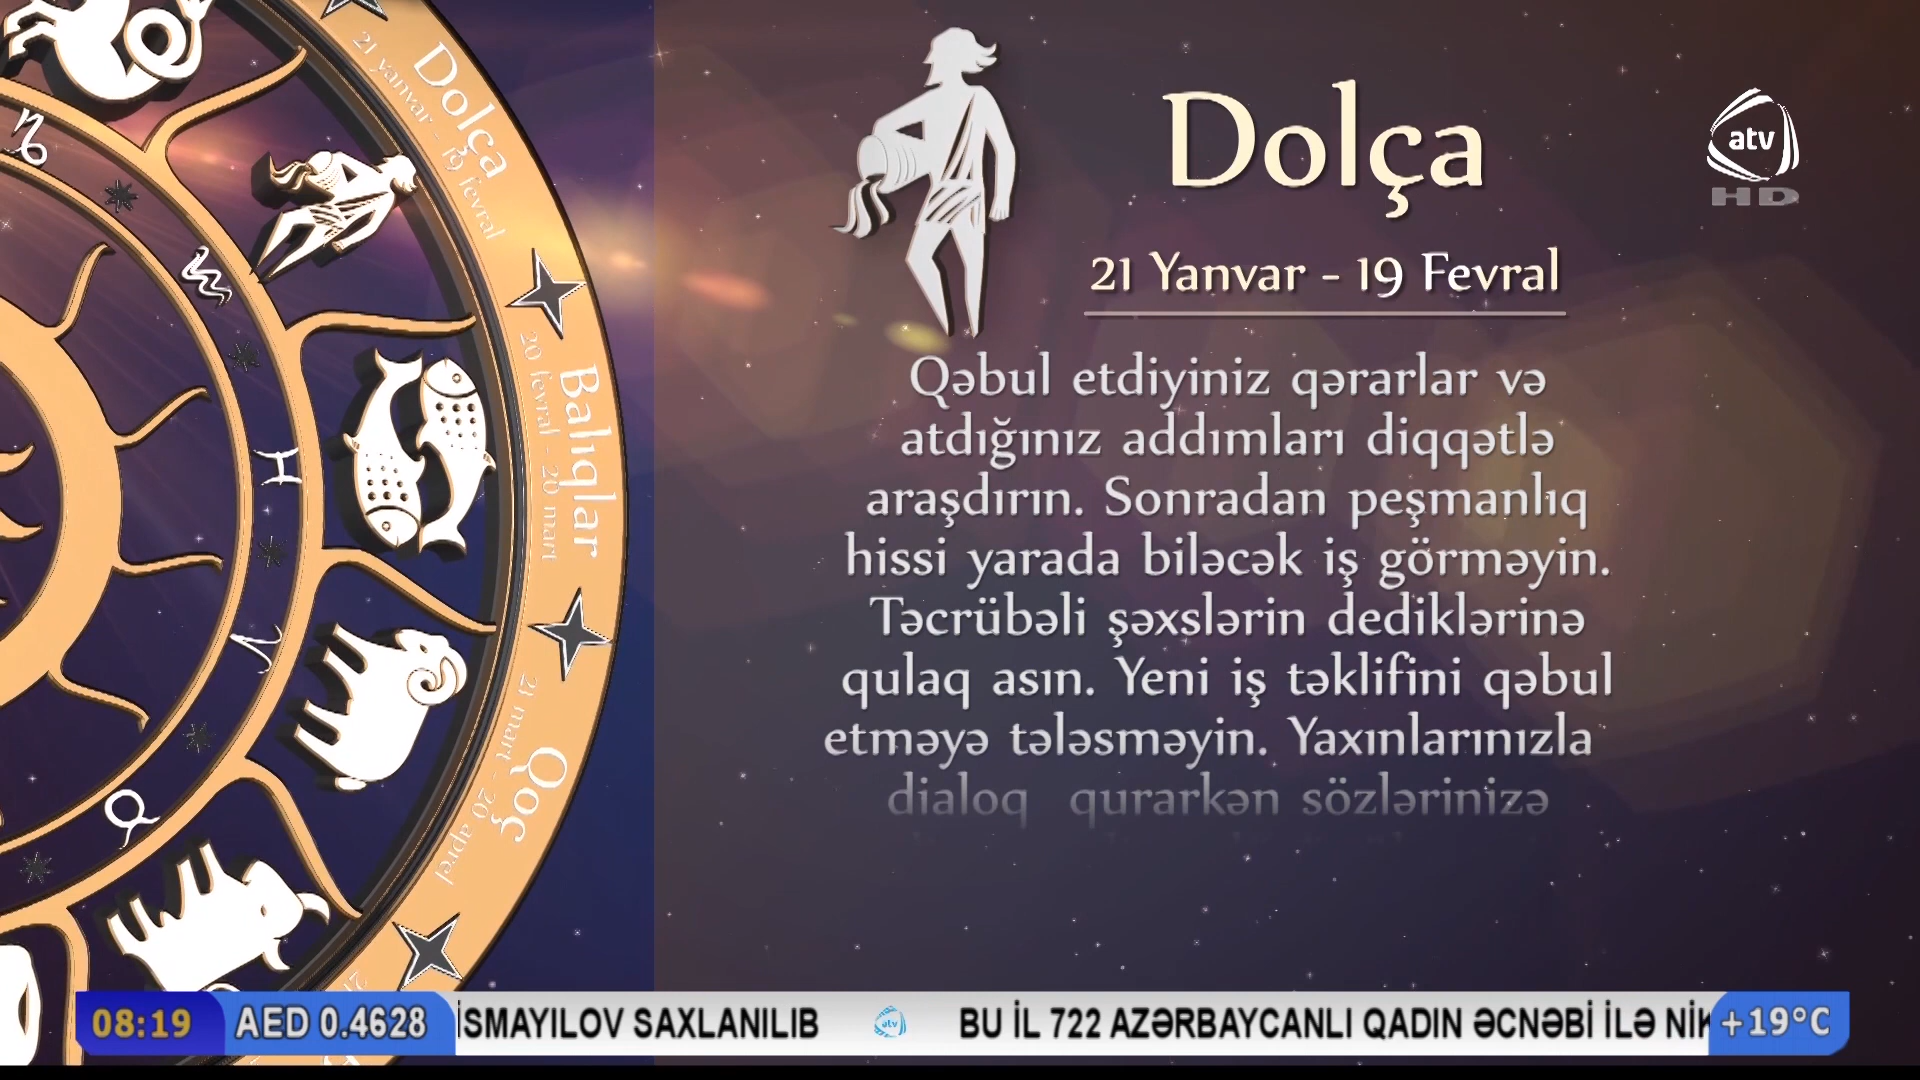 Dolça
21 yanvar - 19 fevral
Balıqlar
20 fevral - 20 mart
Qoç
21 mart - 20 aprel
Dolça
21 Yanvar - 19 Fevral
atv
HD
Qəbul etdiyiniz qərarlar və
atdığınız addımları diqqətlə
araşdırın. Sonradan peşmanlıq
hissi yarada biləcək iş görməyin.
Təcrübəli şəxslərin dediklərinə
qulaq asın. Yeni iş təklifini qəbul
etməyə tələsməyin. Yaxınlarınızla
dialoq qurarkən sözlərinizə
08:19 AED 0.4628 İSMAYILOV SAXLANILIB atv BU İL 722 AZƏRBAYCANLI QADIN ƏCNƏBİ İLƏ NİK +19°C